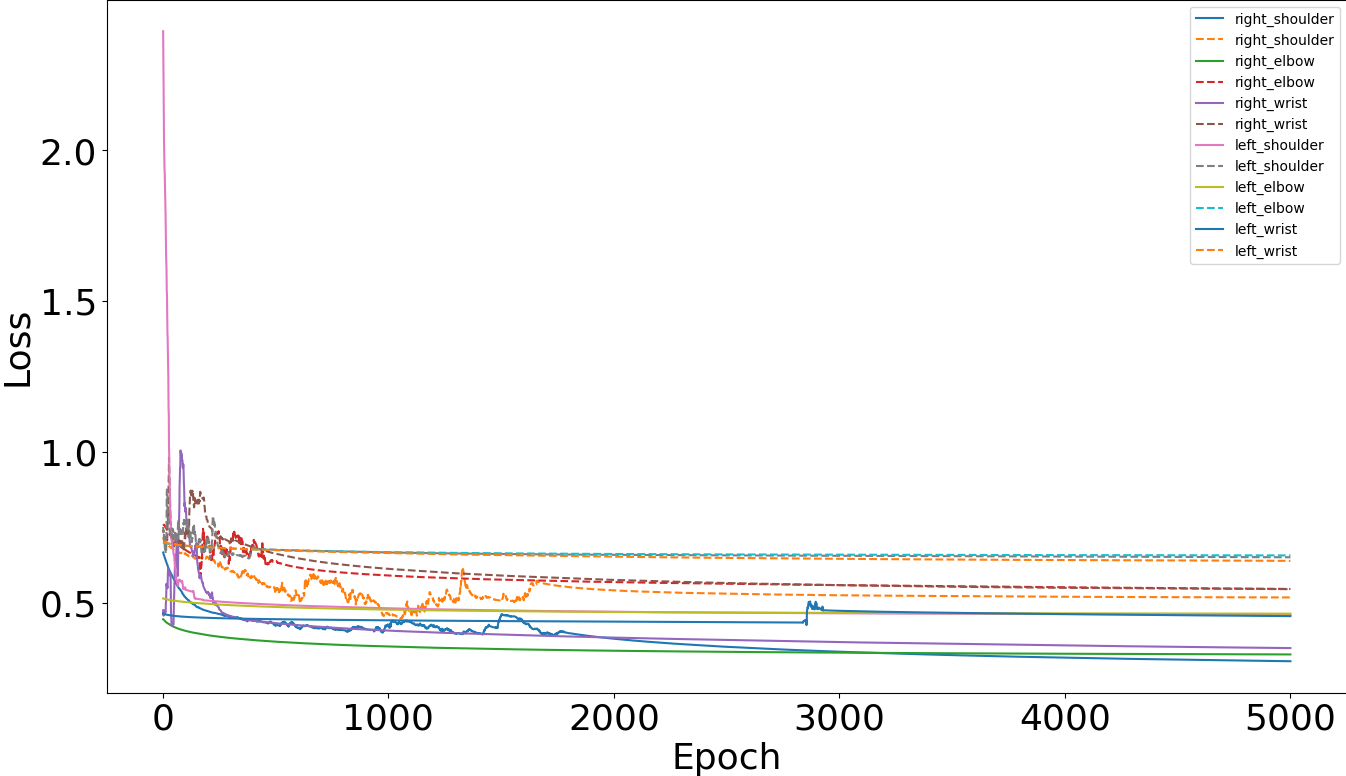 right_shoulder
right_shoulder
right_elbow
right_elbow
right_wrist
right_wrist
left_shoulder
left_shoulder
left_elbow
left_elbow
left_wrist
left_wrist
2.0
1.5
1.0
0.5
Loss
0 1000 2000 3000 4000 5000
Epoch